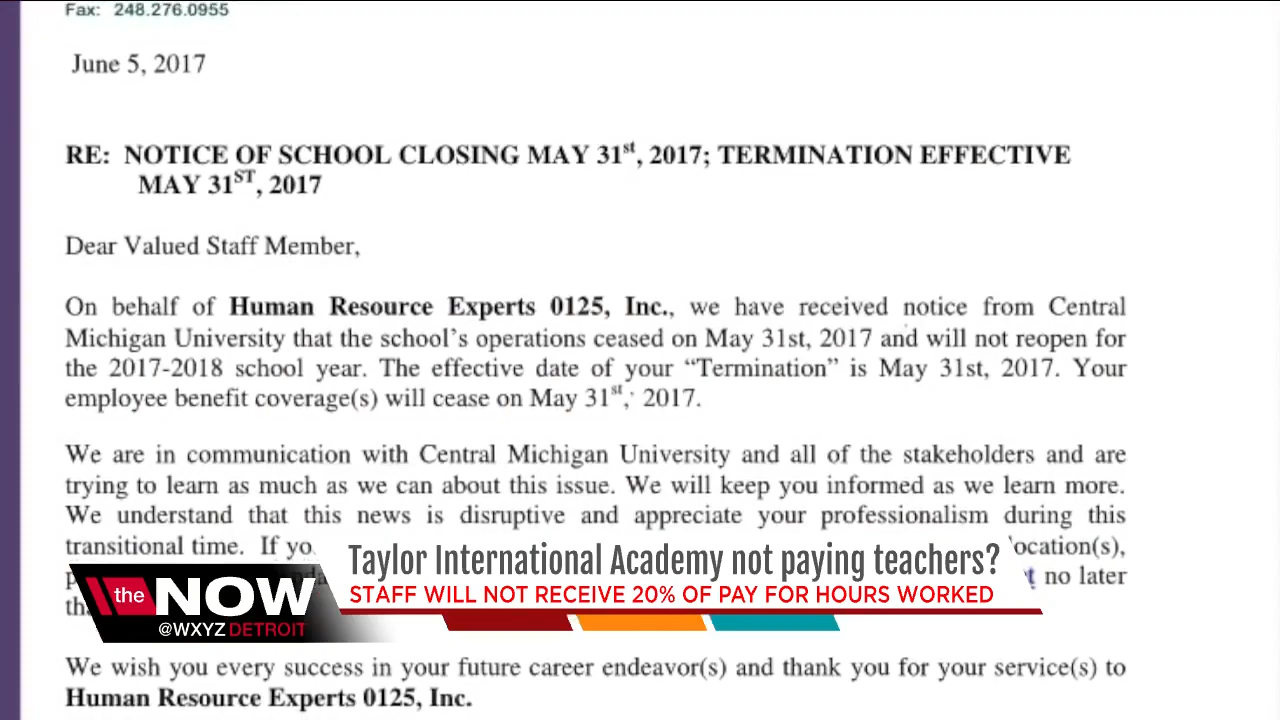 Fax: 248.276.0955
June 5, 2017
RE: NOTICE OF SCHOOL CLOSING MAY 31st, 2017; TERMINATION EFFECTIVE
MAY 31ST, 2017
Dear Valued Staff Member,
On behalf of Human Resource Experts 0125, Inc., we have received notice from Central
Michigan University that the school's operations ceased on May 31st, 2017 and will not reopen for
the 2017-2018 school year. The effective date of your “Termination” is May 31st, 2017. Your
employee benefit coverage(s) will cease on May 31st, 2017.
We are in communication with Central Michigan University and all of the stakeholders and are
trying to learn as much as we can about this issue. We will keep you informed as we learn more.
We understand that this news is disruptive and appreciate your professionalism during this
transitional time. If
no later
Taylor International Academy not paying teachers?
STAFF WILL NOT RECEIVE 20% OF PAY FOR HOURS WORKED
the NOW
@WXYZDETROIT
We wish you every success in your future career endeavor(s) and thank you for your service(s) to
Human Resource Experts 0125, Inc.